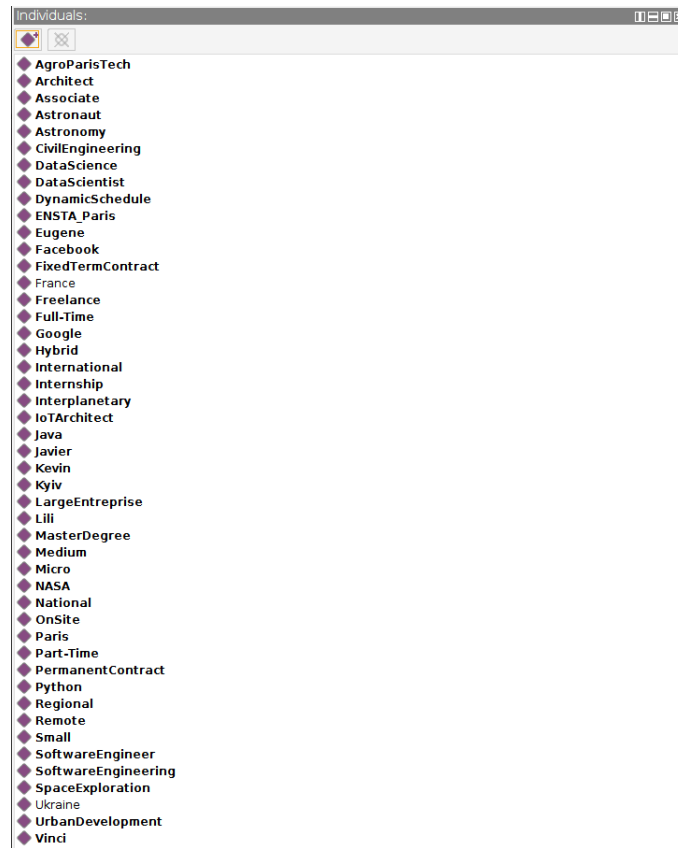 Individuals:
AgroParisTech
Architect
Associate
Astronaut
Astronomy
CivilEngineering
DataScience
DataScientist
DynamicSchedule
ENSTA_Paris
Eugene
Facebook
FixedTermContract
France
Freelance
Full-Time
Google
Hybrid
International
Internship
Interplanetary
IoTArchitect
Java
Javier
Kevin
Kyiv
LargeEntreprise
Lili
MasterDegree
Medium
Micro
NASA
National
OnSite
Paris
Part-Time
PermanentContract
Python
Regional
Remote
Small
SoftwareEngineer
SoftwareEngineering
SpaceExploration
Ukraine
UrbanDevelopment
Vinci